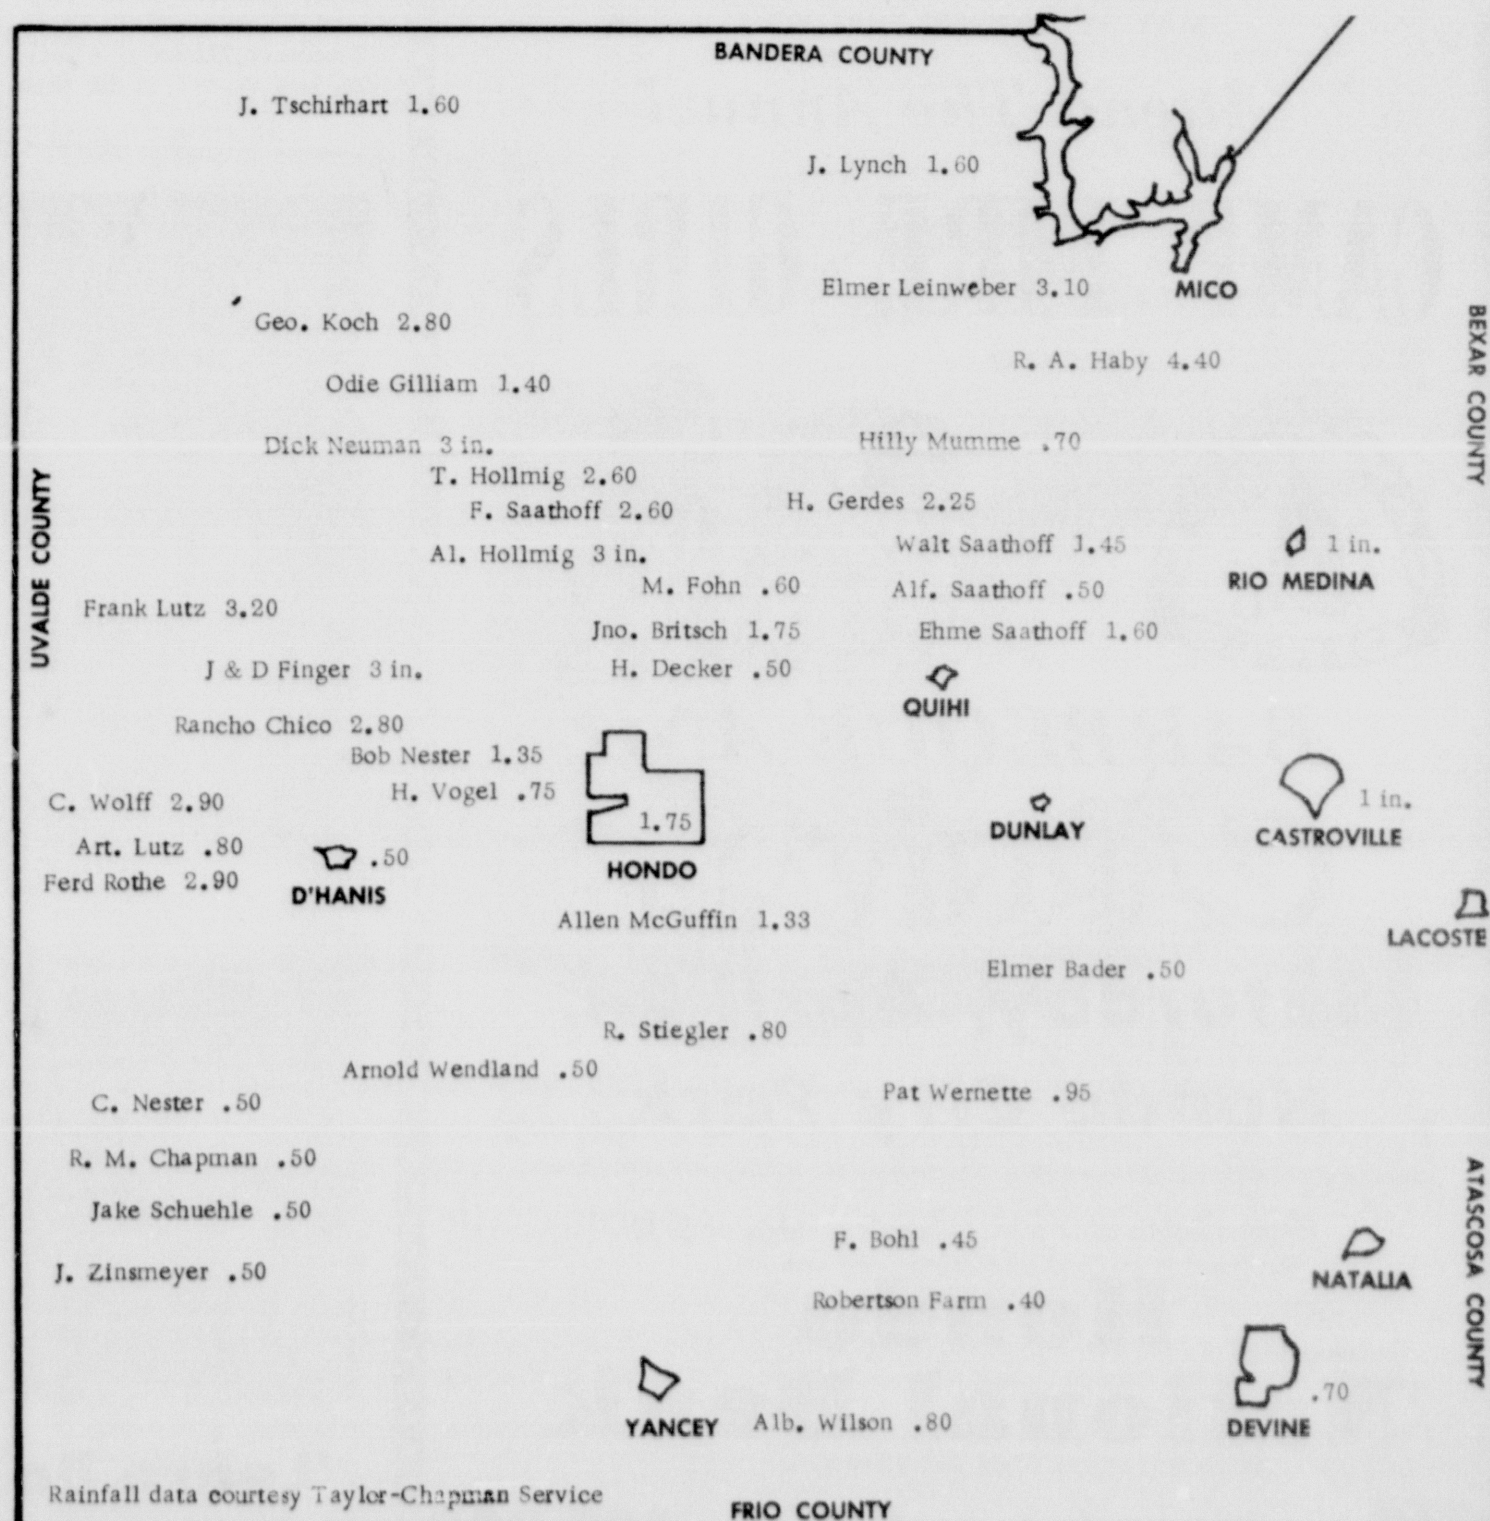 BANDERA COUNTY
J. Tschirhart 1.60
J. Lynch 1.60
Elmer Leinweber 3.10
MICO
Geo. Koch 2.80
BEXAR COUNTY
R. A. Haby 4.40
Odie Gilliam 1.40
Dick Neuman 3 in.
Hilly Mumme .70
T. Hollmig 2.60
UVALDE COUNTY
F. Saathoff 2.60
H. Gerdes 2.25
Al. Hollmig 3 in.
Walt Saathoff 1.45
1 in.
RIO MEDINA
M. Fohn .60
Alf. Saathoff .50
Frank Lutz 3.20
Jno. Britsch 1.75
Ehme Saathoff 1.60
J & D Finger 3 in.
H. Decker .50
QUIHI
Rancho Chico 2.80
Bob Nester 1.35
H. Vogel .75
C. Wolff 2.90
1.75
HONDO
DUNLAY
1 in.
CASTROVILLE
Art. Lutz .80
.50
D'HANIS
Ferd Rothe 2.90
Allen McGuffin 1.33
LACOSTE
Elmer Bader .50
R. Stiegler .80
Arnold Wendland .50
Pat Wernette .95
C. Nester .50
R. M. Chapman .50
Jake Schuehle .50
ATASCOSA COUNTY
F. Bohl .45
J. Zinsmeyer .50
NATALIA
Robertson Farm .40
.70
DEVINE
YANCEY
Alb. Wilson .80
Rainfall data courtesy Taylor-Chapman Service
FRIO COUNTY